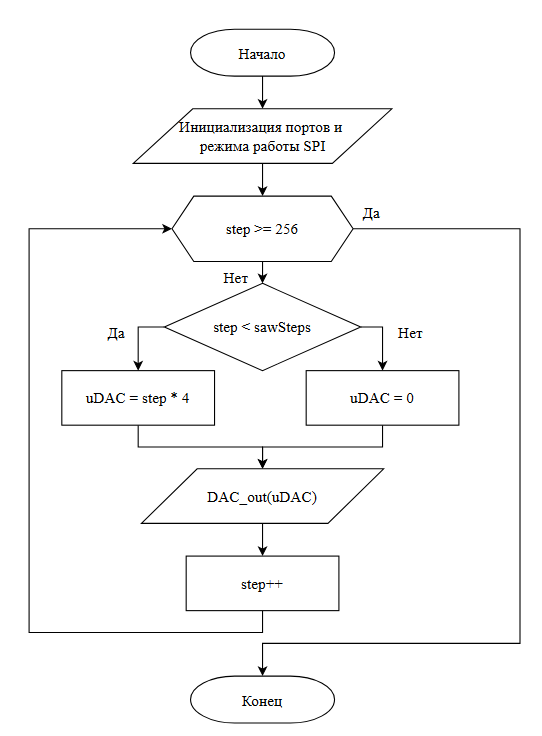 Начало
Инициализация портов и
режима работы SPI
step >= 256
Да
Нет
step < sawSteps
Да
Нет
uDAC = step * 4
uDAC = 0
DAC_out(uDAC)
step++
Конец